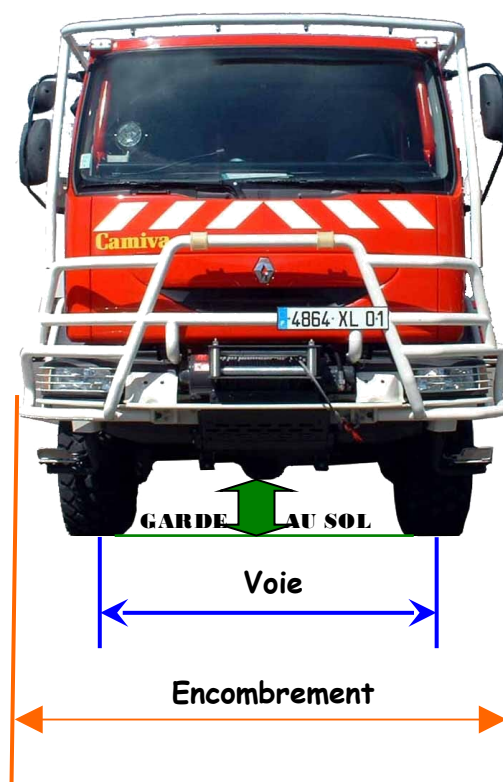 Camiva
4864 XL 01
GARDE AU SOL
Voie
Encombrement